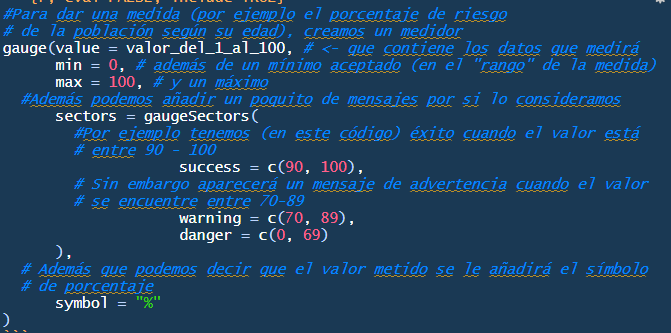 #Para dar una medida (por ejemplo el porcentaje de riesgo
# de la población según su edad), creamos un medidor
gauge(value = valor_del_1_al_100, # <- que contiene los datos que medirá
min = 0, # además de un mínimo aceptado (en el "rango" de la medida)
max = 100, # y un máximo
#Además podemos añadir un poquito de mensajes por si lo consideramos
sectors = gaugeSectors(
#Por ejemplo tenemos (en este código) éxito cuando el valor está
# entre 90 - 100
success = c(90, 100),
# Sin embargo aparecerá un mensaje de advertencia cuando el valor
# se encuentre entre 70-89
warning = c(70, 89),
danger = c(0, 69)
),
# Además que podemos decir que el valor metido se le añadirá el símbolo
# de porcentaje
symbol = "%"
)